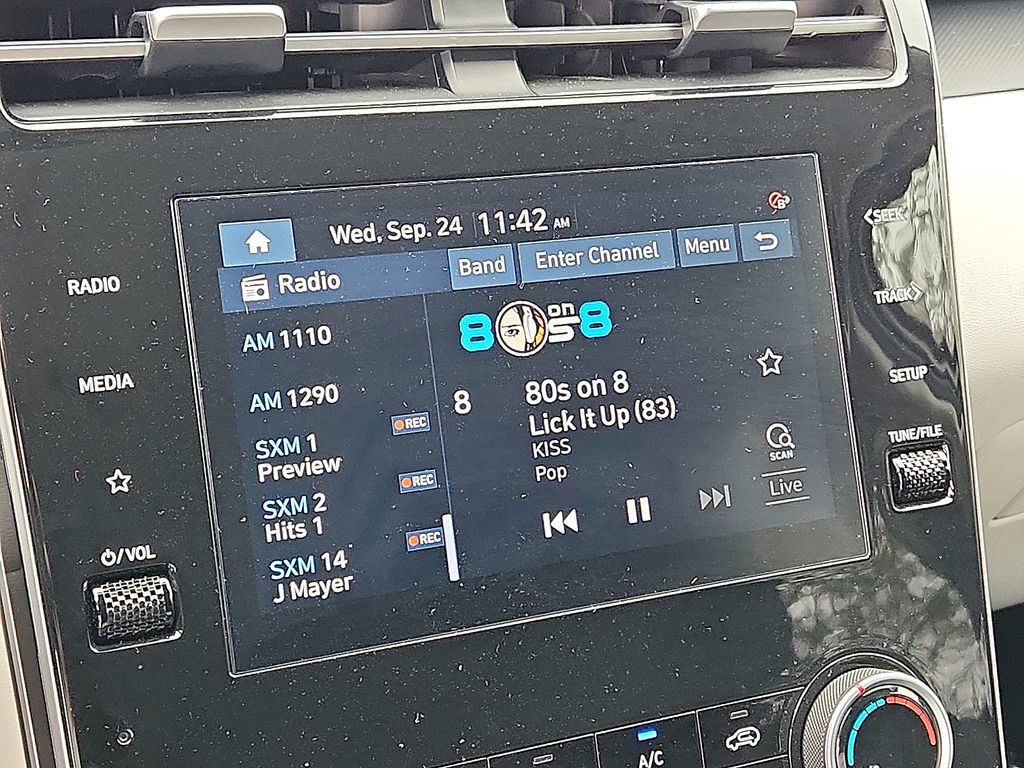 Wed, Sep. 24 11:42 AM
B
Radio
Band
Enter Channel
Menu
AM 1110
AM 1290
SXM 1
Preview
REC
SXM 2
Hits 1
REC
SXM 14
J Mayer
REC
80s on 8
8
80s on 8
Lick It Up (83)
KISS
Pop
SCAN
Live
RADIO
MEDIA
/VOL
<SEEK
TRACK>
SETUP
TUNE/FILE
A/C